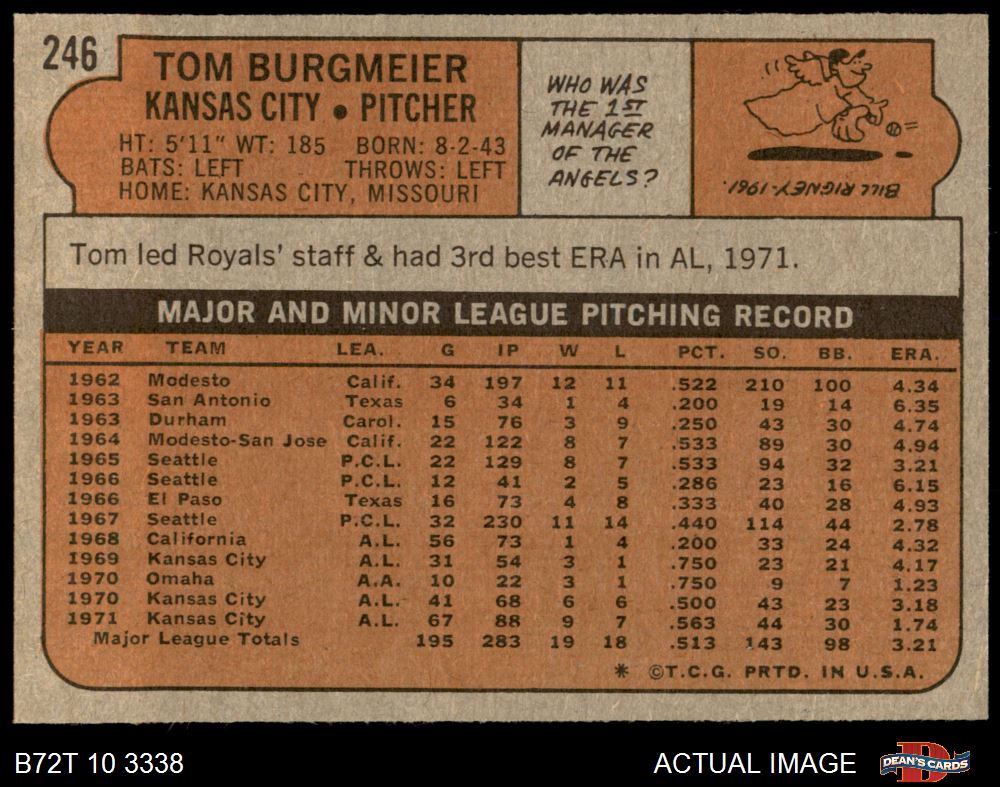 246
TOM BURGMEIER
KANSAS CITY • PITCHER
HT: 5'11" WT: 185 BORN: 8-2-43
BATS: LEFT THROWS: LEFT
HOME: KANSAS CITY, MISSOURI
WHO WAS
THE 1ST
MANAGER
OF THE
ANGELS?
BILL RIGNEY-1961.
Tom led Royals' staff & had 3rd best ERA in AL, 1971.
MAJOR AND MINOR LEAGUE PITCHING RECORD
YEAR TEAM LEA. G IP W L PCT. SO. BB. ERA.
1962 Modesto Calif. 34 197 12 11 .522 210 100 4.34
1963 San Antonio Texas 6 34 1 4 .200 19 14 6.35
1963 Durham Carol. 15 76 3 9 .250 43 30 4.74
1964 Modesto-San Jose Calif. 22 122 8 7 .533 89 30 4.94
1965 Seattle P.C.L. 22 129 8 7 .533 94 32 3.21
1966 Seattle P.C.L. 12 41 2 5 .286 23 16 6.15
1966 El Paso Texas 16 73 4 8 .333 40 28 4.93
1967 Seattle P.C.L. 32 230 11 14 .440 114 44 2.78
1968 California A.L. 56 73 1 4 .200 33 24 4.32
1969 Kansas City A.L. 31 54 3 1 .750 23 21 4.17
1970 Omaha A.A. 10 22 3 1 .750 9 7 1.23
1970 Kansas City A.L. 41 68 6 6 .500 43 23 3.18
1971 Kansas City A.L. 67 88 9 7 .563 44 30 1.74
Major League Totals 195 283 19 18 .513 143 98 3.21
* ©T.C.G. PRTD. IN U.S.A.
B72T 10 3338 ACTUAL IMAGE D DEAN'S CARDS